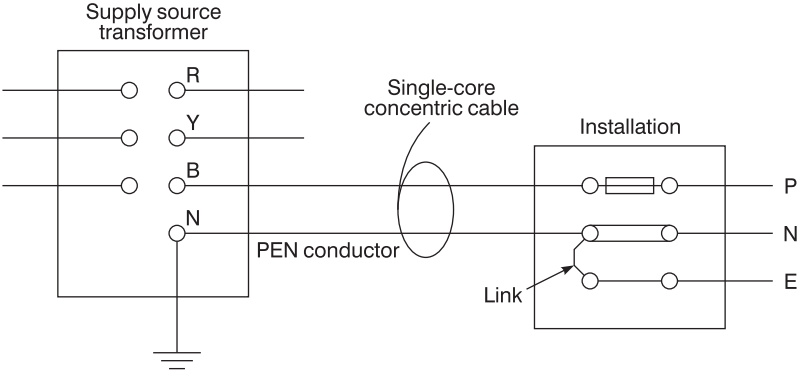 Supply source
transformer
R
Y
B
N
PEN conductor
Single-core
concentric cable
Installation
P
N
E
Link